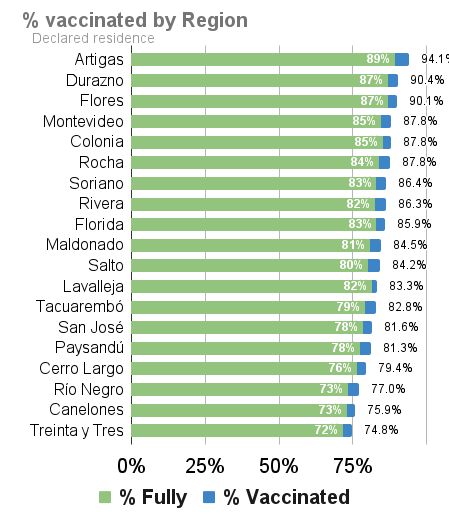 % vaccinated by Region
Declared residence
Artigas 89% 94.1%
Durazno 87% 90.4%
Flores 87% 90.1%
Montevideo 85% 87.8%
Colonia 85% 87.8%
Rocha 84% 87.8%
Soriano 83% 86.4%
Rivera 82% 86.3%
Florida 83% 85.9%
Maldonado 81% 84.5%
Salto 80% 84.2%
Lavalleja 82% 83.3%
Tacuarembó 79% 82.8%
San José 78% 81.6%
Paysandú 78% 81.3%
Cerro Largo 76% 79.4%
Río Negro 73% 77.0%
Canelones 73% 75.9%
Treinta y Tres 72% 74.8%
0% 25% 50% 75%
% Fully % Vaccinated